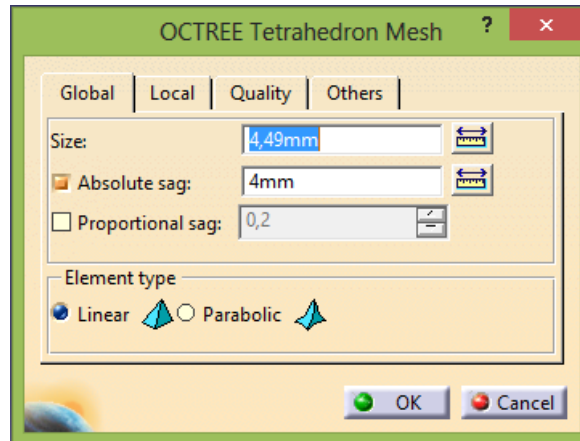 OCTREE Tetrahedron Mesh ? ×
Global Local Quality Others
Size: 4,49mm
Absolute sag: 4mm
Proportional sag: 0,2
Element type
Linear Parabolic
OK Cancel